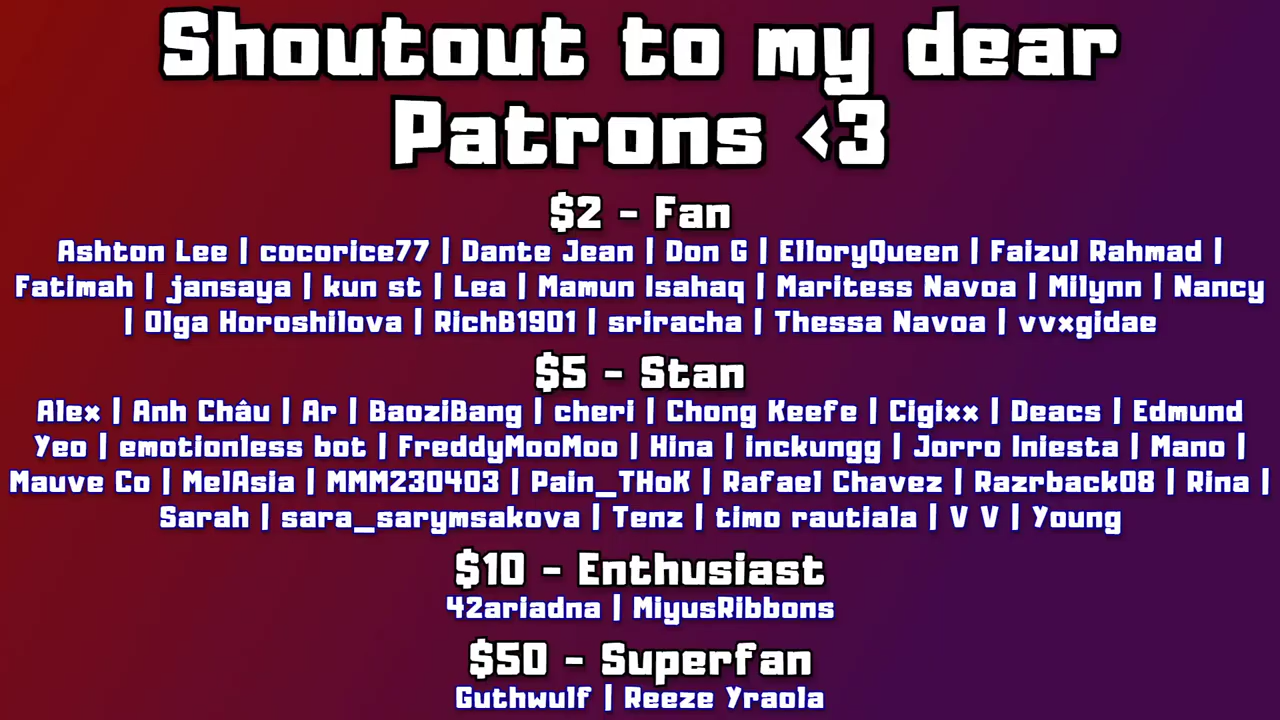 Shoutout to my dear
Patrons <3
$2 - Fan
Ashton Lee | cocorice77 | Dante Jean | Don G | ElloryQueen | Faizul Rahmad |
Fatimah | jansaya | kun st | Lea | Mamun Isahaq | Maritess Navoa | Milynn | Nancy
| Olga Horoshilova | RichB1901 | sriracha | Thessa Navoa | vvxgidae
$5 - Stan
Alex | Anh Châu | Ar | BaoziBang | cheri | Chong Keefe | Cigixx | Deacs | Edmund
Yeo | emotionless bot | FreddyMooMoo | Hina | inckungg | Jorro Iniesta | Mano |
Mauve Co | MelAsia | MMM230403 | Pain_THoK | Rafael Chavez | Razrback08 | Rina |
Sarah | sara_sarymsakova | Tenz | timo rautiala | V V | Young
$10 - Enthusiast
42ariadna | MiyusRibbons
$50 - Superfan
Guthwulf | Reeze Yraola